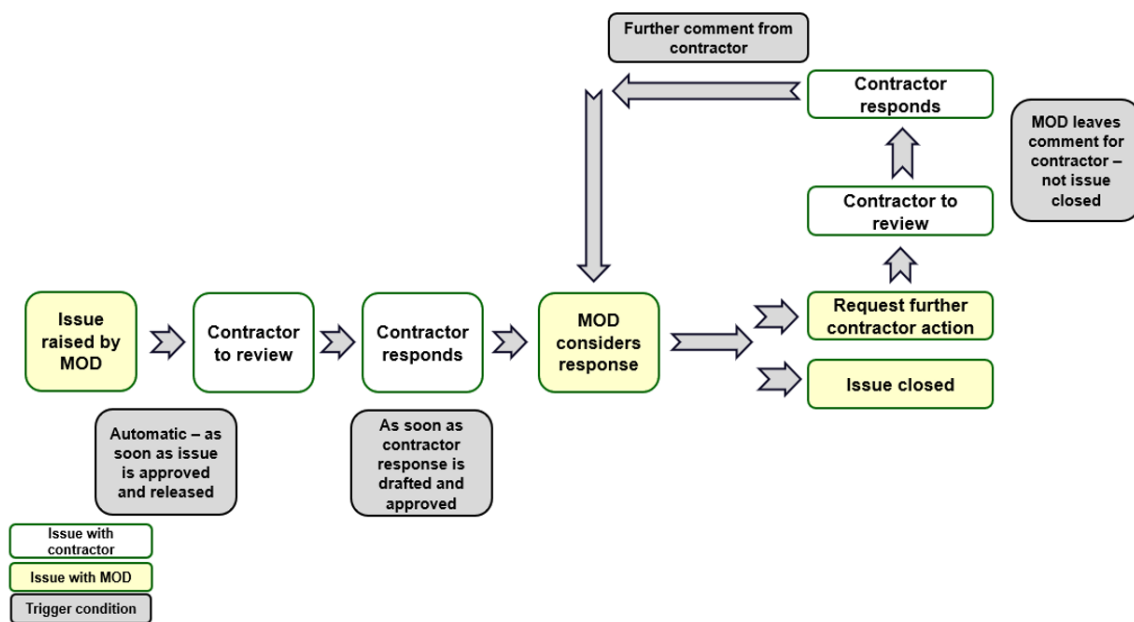 Further comment from
contractor
Contractor
responds
MOD leaves
comment for
contractor –
not issue
closed
Contractor to
review
Issue
raised by
MOD
Contractor
to review
Contractor
responds
MOD
considers
response
Request further
contractor action
Issue closed
Automatic – as
soon as issue
is approved
and released
As soon as
contractor
response is
drafted and
approved
Issue with
contractor
Issue with MOD
Trigger condition